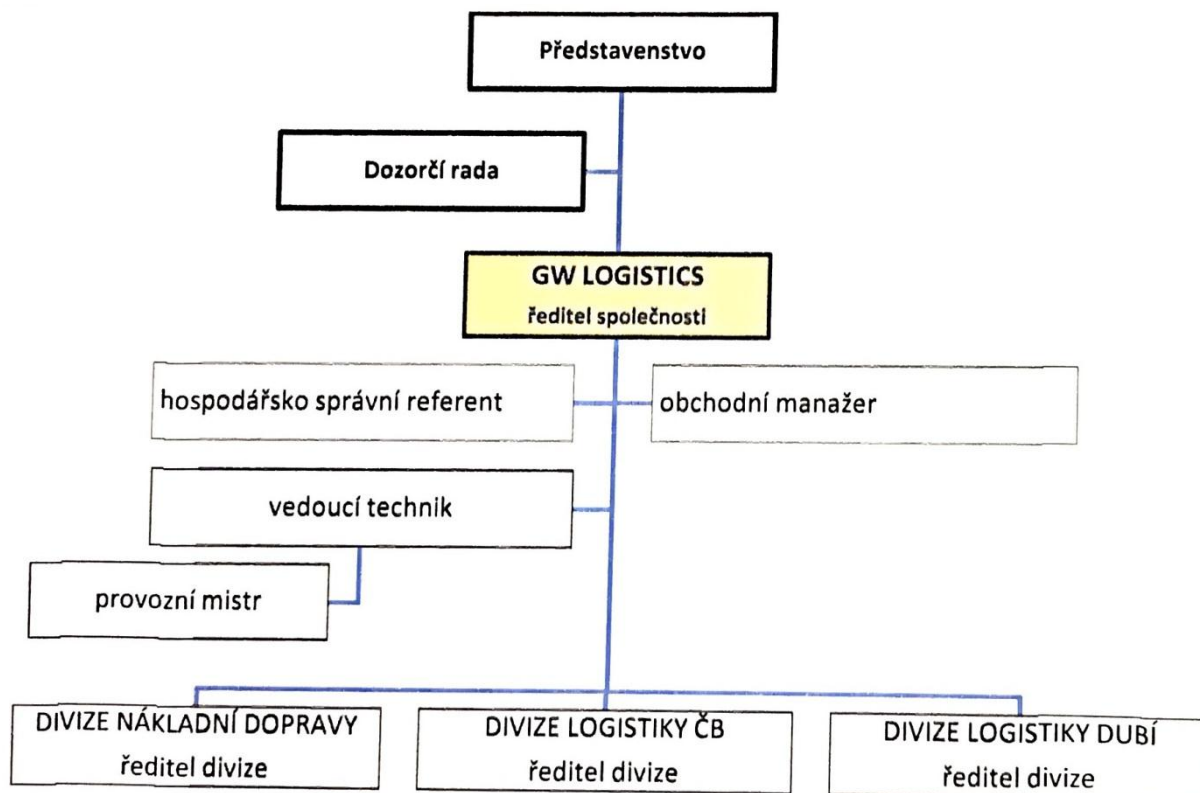 Představenstvo
Dozorčí rada
GW LOGISTICS
ředitel společnosti
hospodářsko správní referent
obchodní manažer
vedoucí technik
provozní mistr
DIVIZE NÁKLADNÍ DOPRAVY
ředitel divize
DIVIZE LOGISTIKY ČB
ředitel divize
DIVIZE LOGISTIKY DUBÍ
ředitel divize